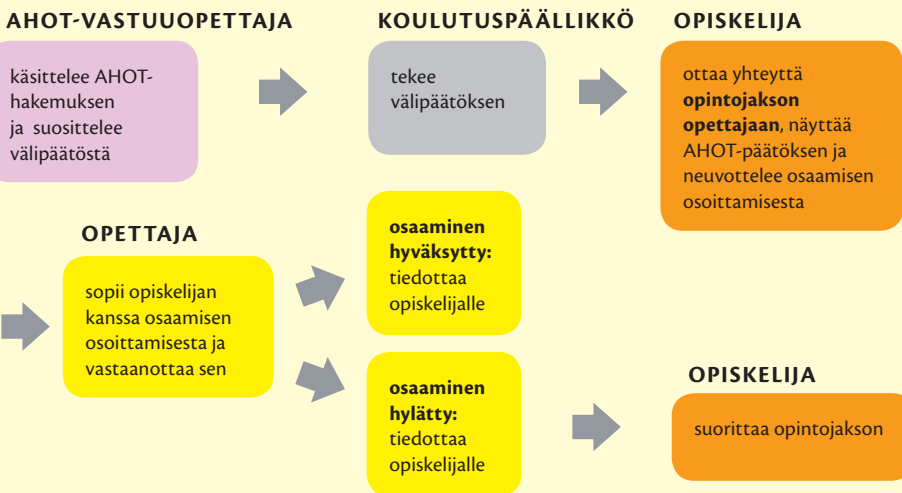 AHOT-VASTUUOPETTAJA
käsittelee AHOT-
hakemuksen
ja suosittelee
välipäätöstä
KOULUTUSPÄÄLLIKKÖ
tekee
välipäätöksen
OPISKELIJA
ottaa yhteyttä
opintojakson
opettajaan, näyttää
AHOT-päätöksen ja
neuvottelee osaamisen
osoittamisesta
OPETTAJA
sopii opiskelijan
kanssa osaamisen
osoittamisesta ja
vastaanottaa sen
osaaminen
hyväksytty:
tiedottaa
opiskelijalle
osaaminen
hylätty:
tiedottaa
opiskelijalle
OPISKELIJA
suorittaa opintojakson